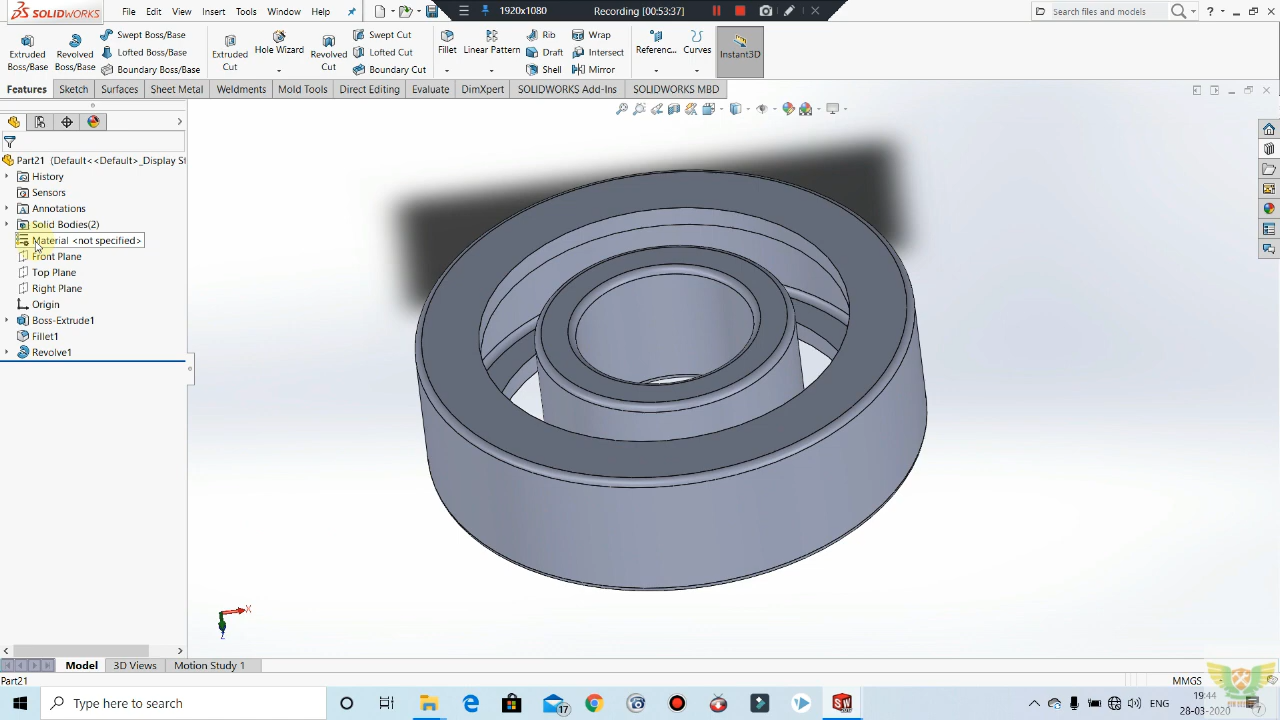 SOLIDWORKS
File Edit View Insert Tools Window Help
1920x1080 Recording [00:53:37]
search files and models
Extruded Boss/Base
Revolved Boss/Base
Swept Boss/Base
Lofted Boss/Base
Boundary Boss/Base
Extruded Cut
Hole Wizard
Revolved Cut
Swept Cut
Lofted Cut
Boundary Cut
Fillet
Linear Pattern
Rib
Draft
Shell
Wrap
Intersect
Mirror
Referenc...
Curves
Instant3D
Features Sketch Surfaces Sheet Metal Weldments Mold Tools Direct Editing Evaluate DimXpert SOLIDWORKS Add-Ins SOLIDWORKS MBD
Part21 (Default<<Default>_Display St
History
Sensors
Annotations
Solid Bodies(2)
Material <not specified>
Front Plane
Top Plane
Right Plane
Origin
Boss-Extrude1
Fillet1
Revolve1
X
Z
Model 3D Views Motion Study 1
Part21
MMGS
Type here to search
17
ENG
19:44
28-03-2020
7